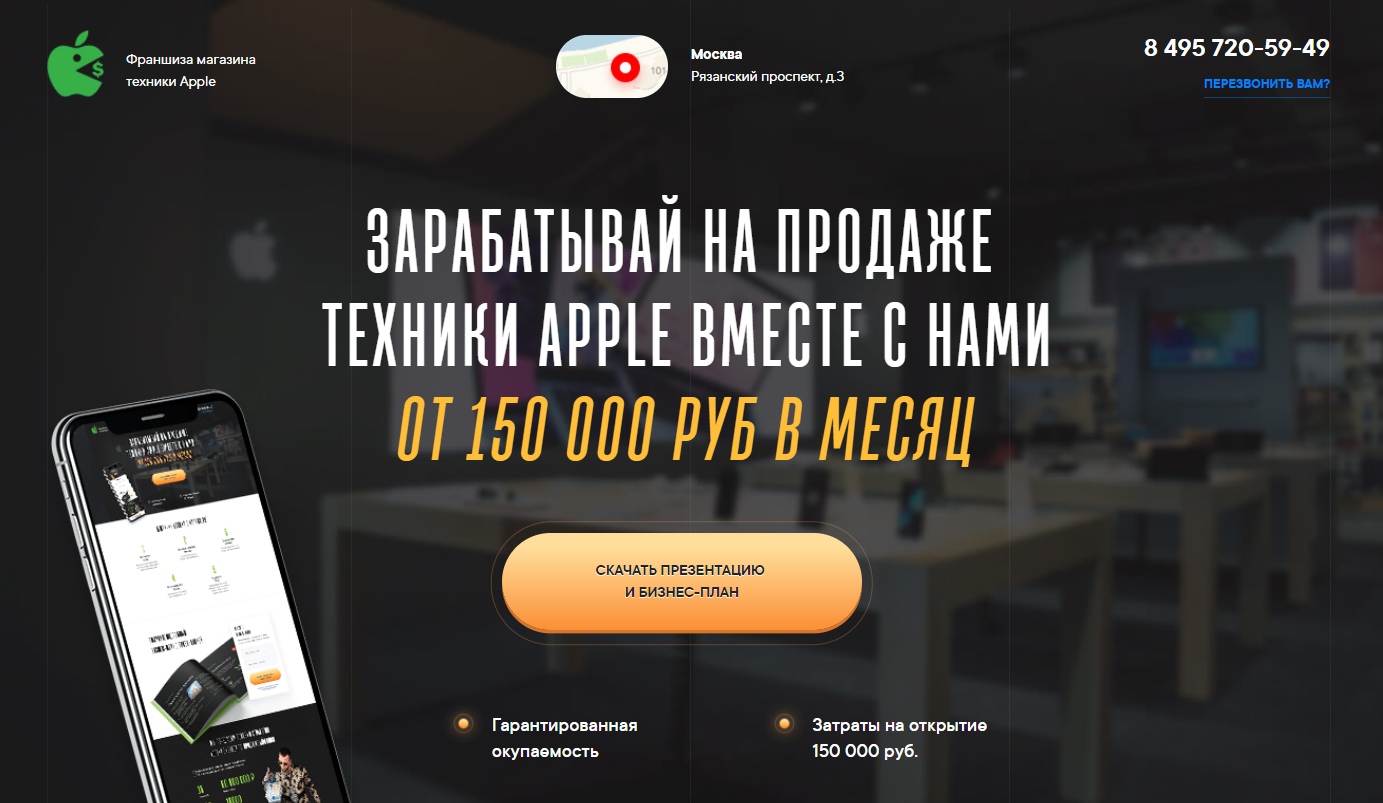 Франшиза магазина
техники Apple
101
Москва
Рязанский проспект, д.3
8 495 720-59-49
ПЕРЕЗВОНИТЬ ВАМ?
ЗАРАБАТЫВАЙ НА ПРОДАЖЕ
ТЕХНИКИ APPLE ВМЕСТЕ С НАМИ
ОТ 150 000 РУБ В МЕСЯЦ
СКАЧАТЬ ПРЕЗЕНТАЦИЮ
И БИЗНЕС-ПЛАН
Гарантированная
окупаемость
Затраты на открытие
150 000 руб.